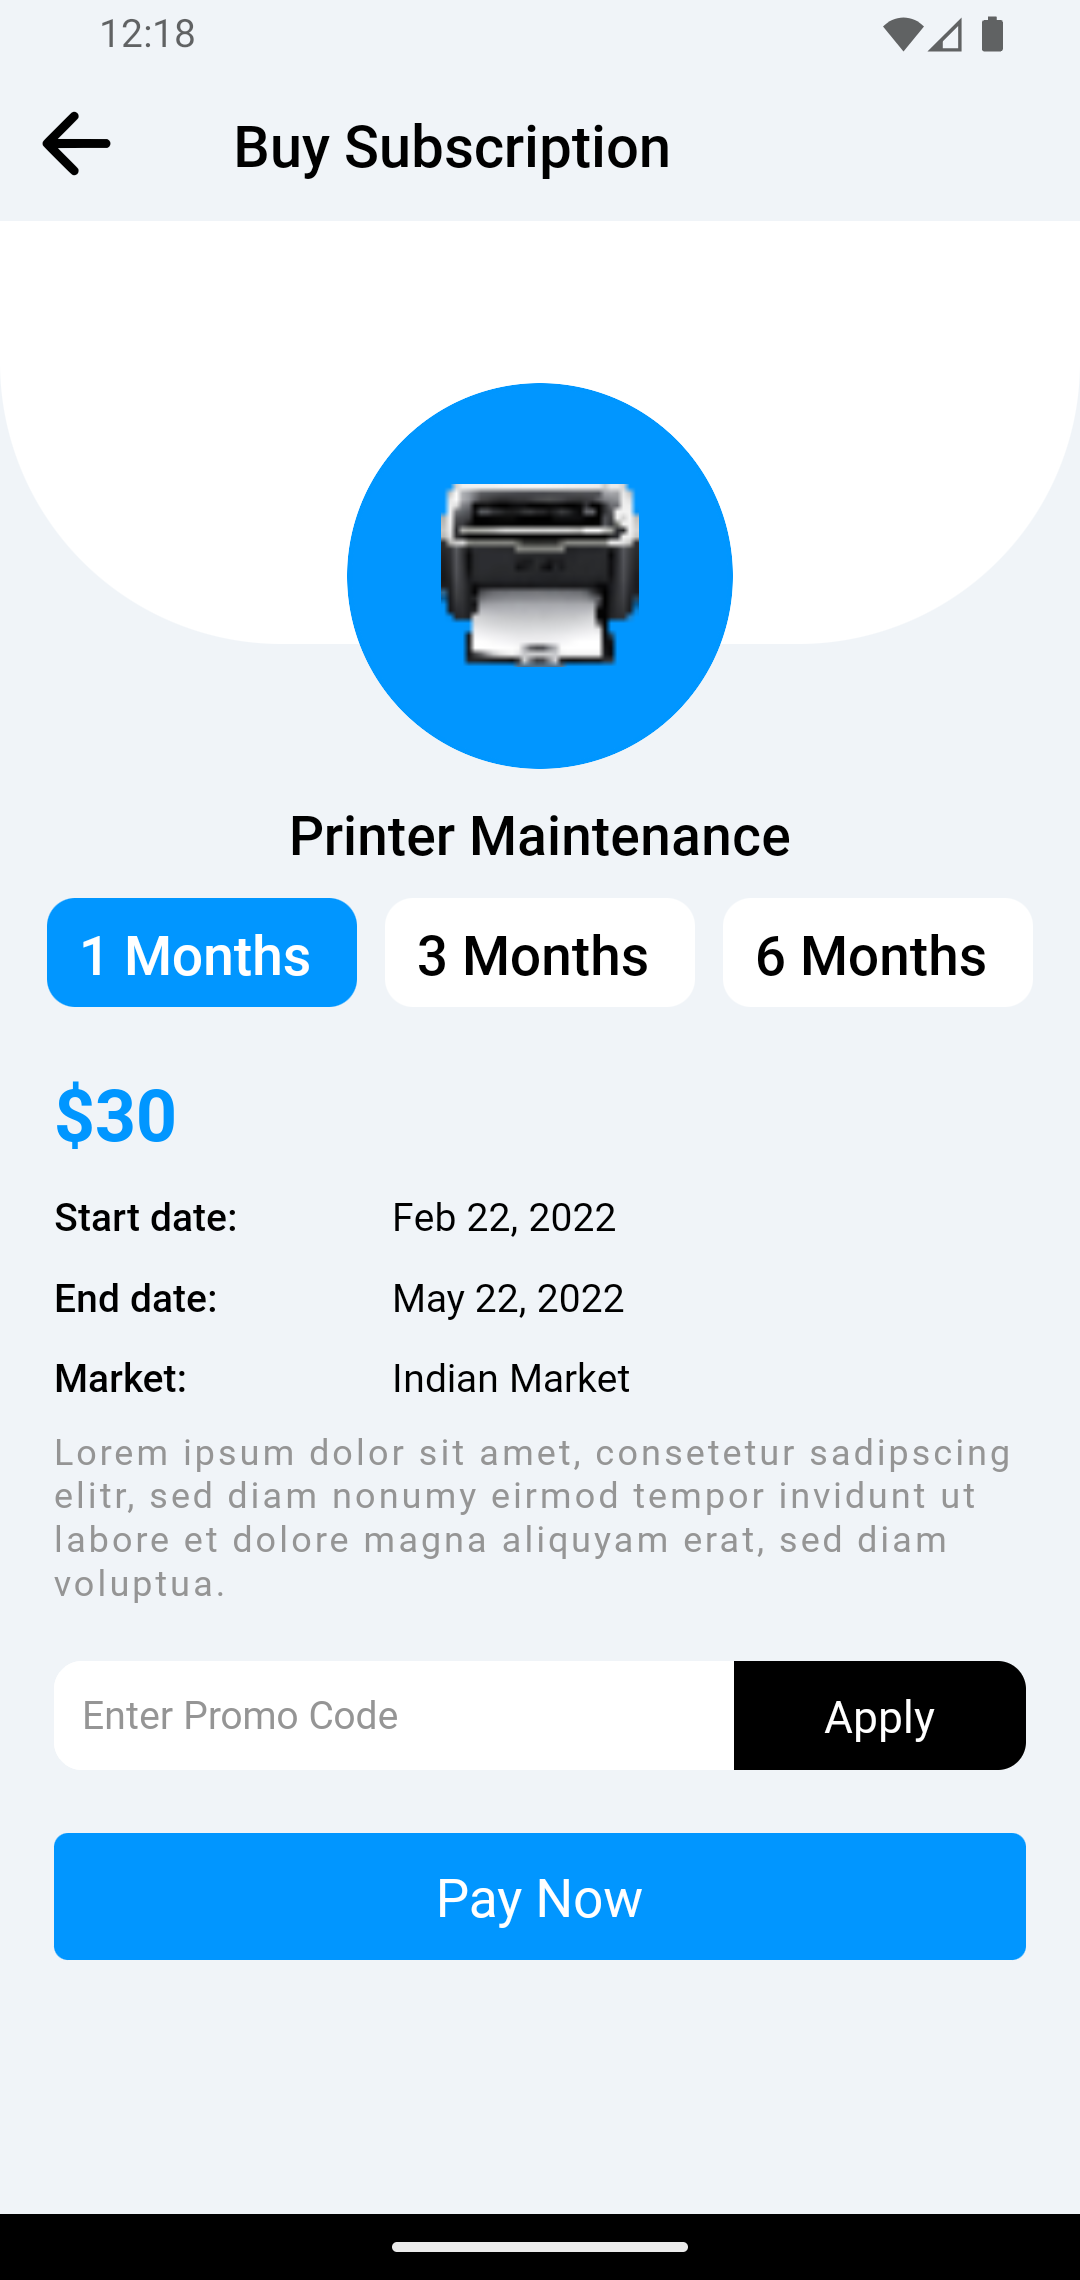 12:18
Buy Subscription
Printer Maintenance
1 Months 3 Months 6 Months
$30
Start date: Feb 22, 2022
End date: May 22, 2022
Market: Indian Market
Lorem ipsum dolor sit amet, consetetur sadipscing
elitr, sed diam nonumy eirmod tempor invidunt ut
labore et dolore magna aliquyam erat, sed diam
voluptua.
Enter Promo Code Apply
Pay Now